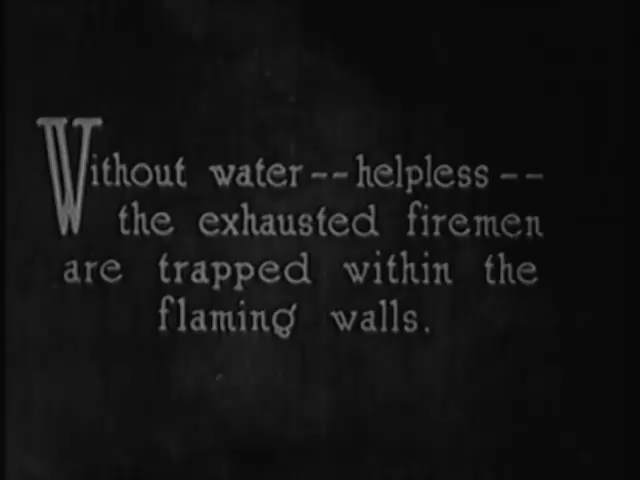 Without water -- helpless --
the exhausted firemen
are trapped within the
flaming walls.